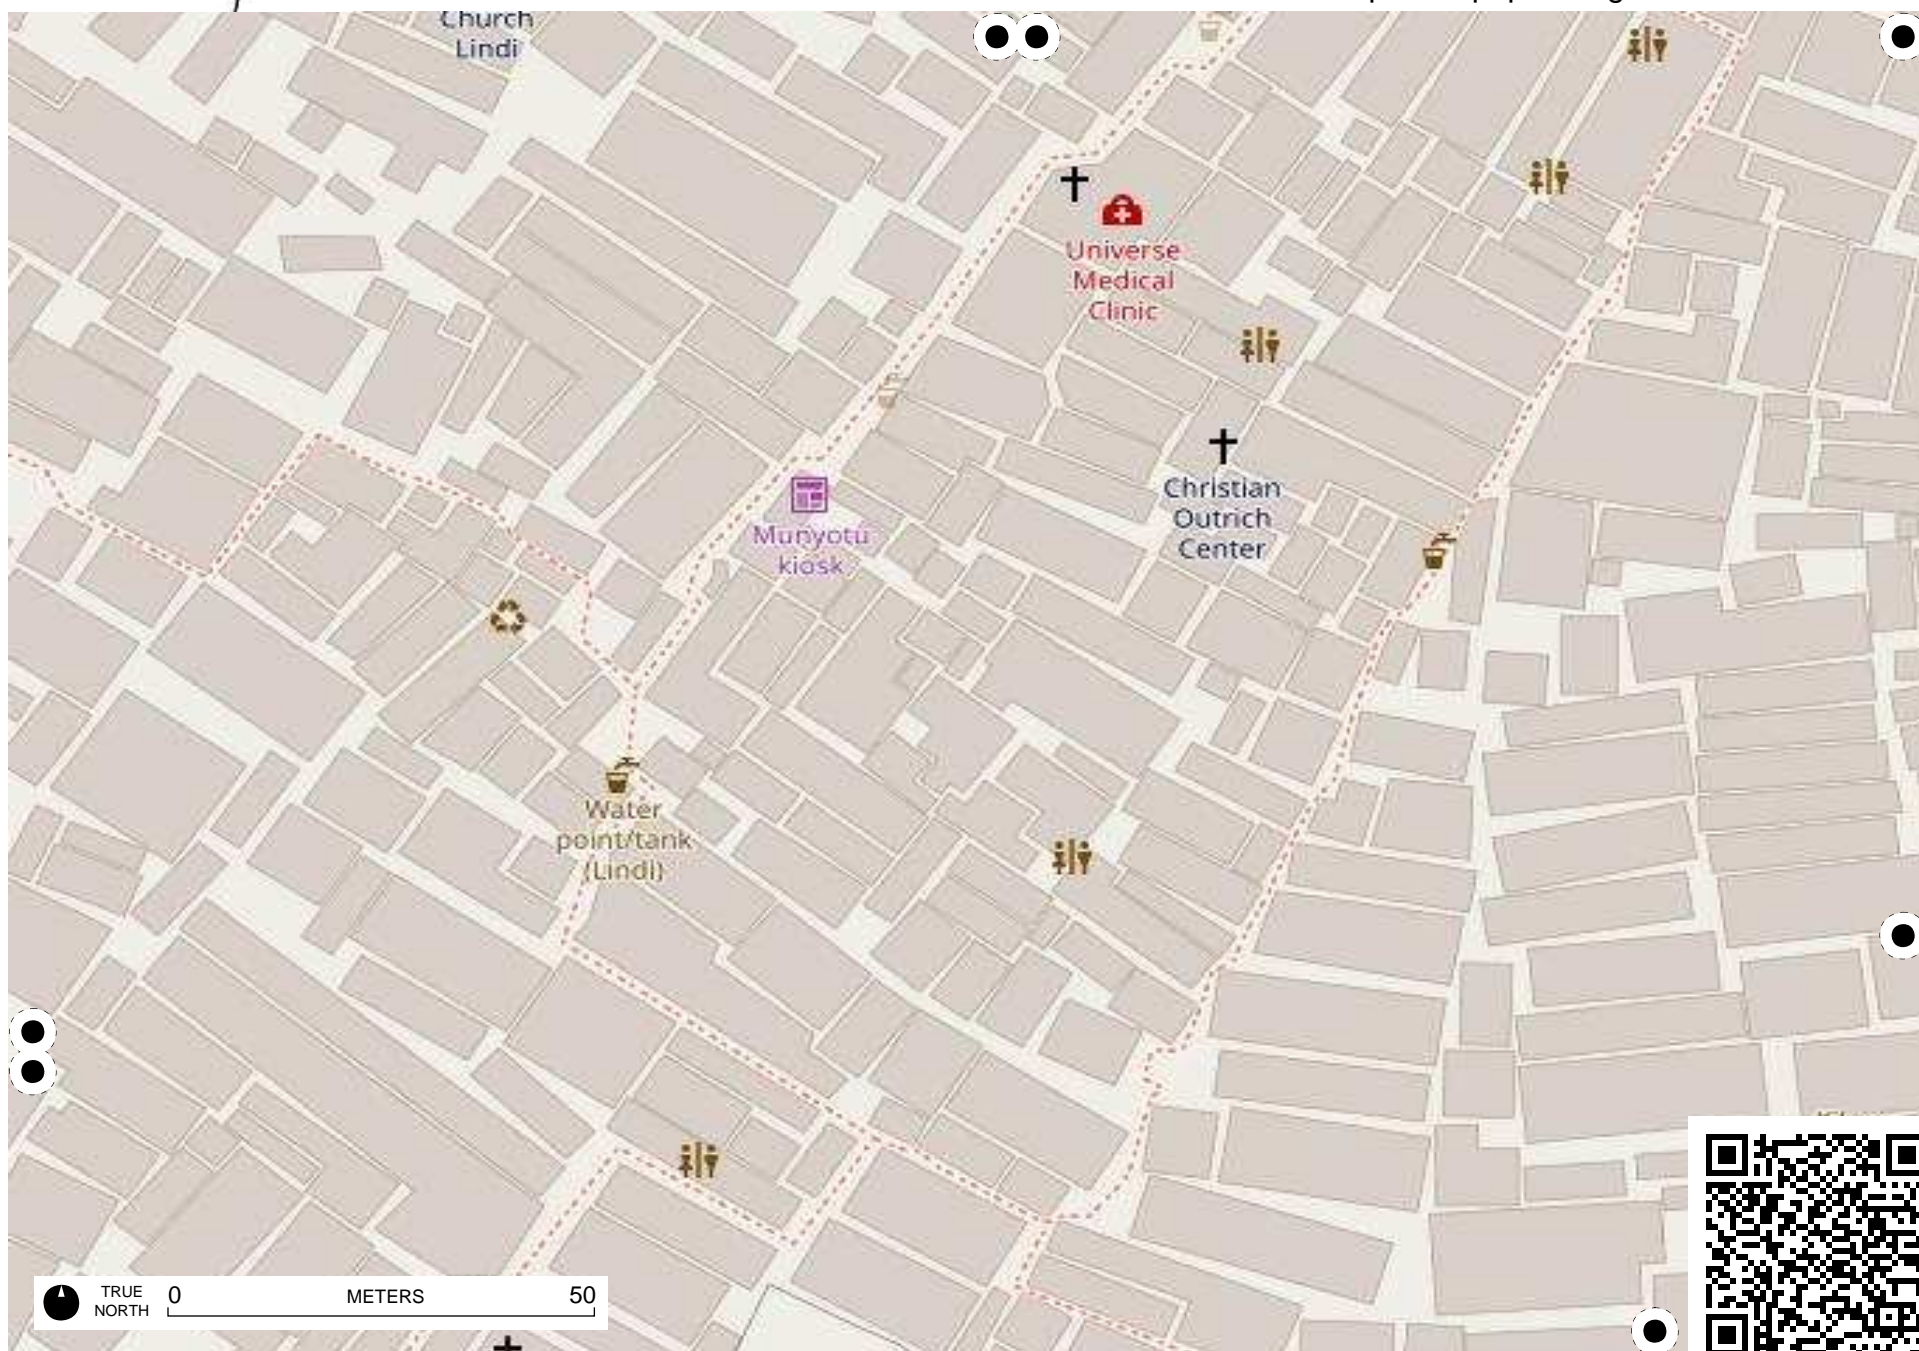 Church
Lindi
Universe
Medical
Clinic
Christian
Outrich
Center
Munyotu
kiosk
Water
point/tank
(Lindi)
TRUE
NORTH
0
METERS
50